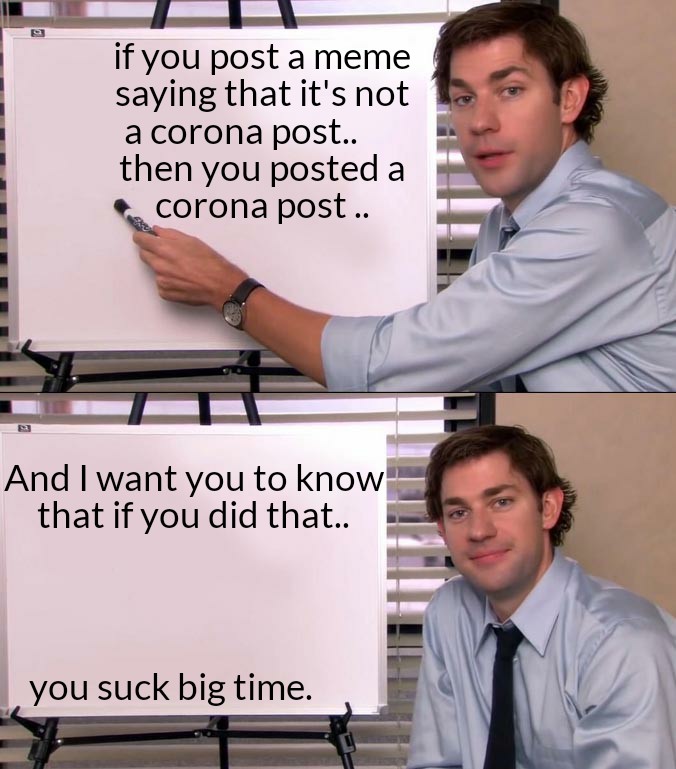 if you post a meme
saying that it's not
a corona post..
then you posted a
corona post ..
And I want you to know
that if you did that..
you suck big time.